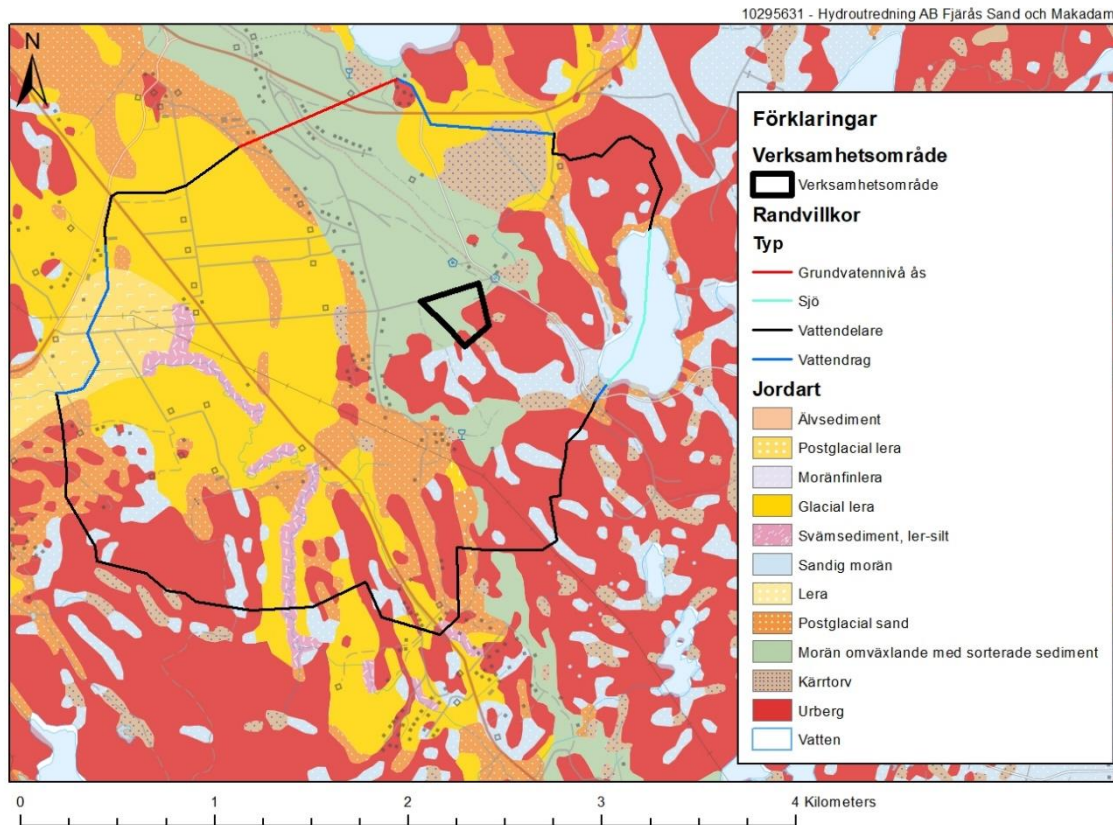 10295631 - Hydroutredning AB Fjärås Sand och Makadam
N
Förklaringar
Verksamhetsområde
Verksamhetsområde
Randvillkor
Typ
Grundvatennivå ås
Sjö
Vattendelare
Vattendrag
Jordart
Älvsediment
Postglacial lera
Moränfinlera
Glacial lera
Svämsediment, ler-silt
Sandig morän
Lera
Postglacial sand
Morän omväxlande med sorterade sediment
Kärrtorv
Urberg
Vatten
0 1 2 3 4 Kilometers